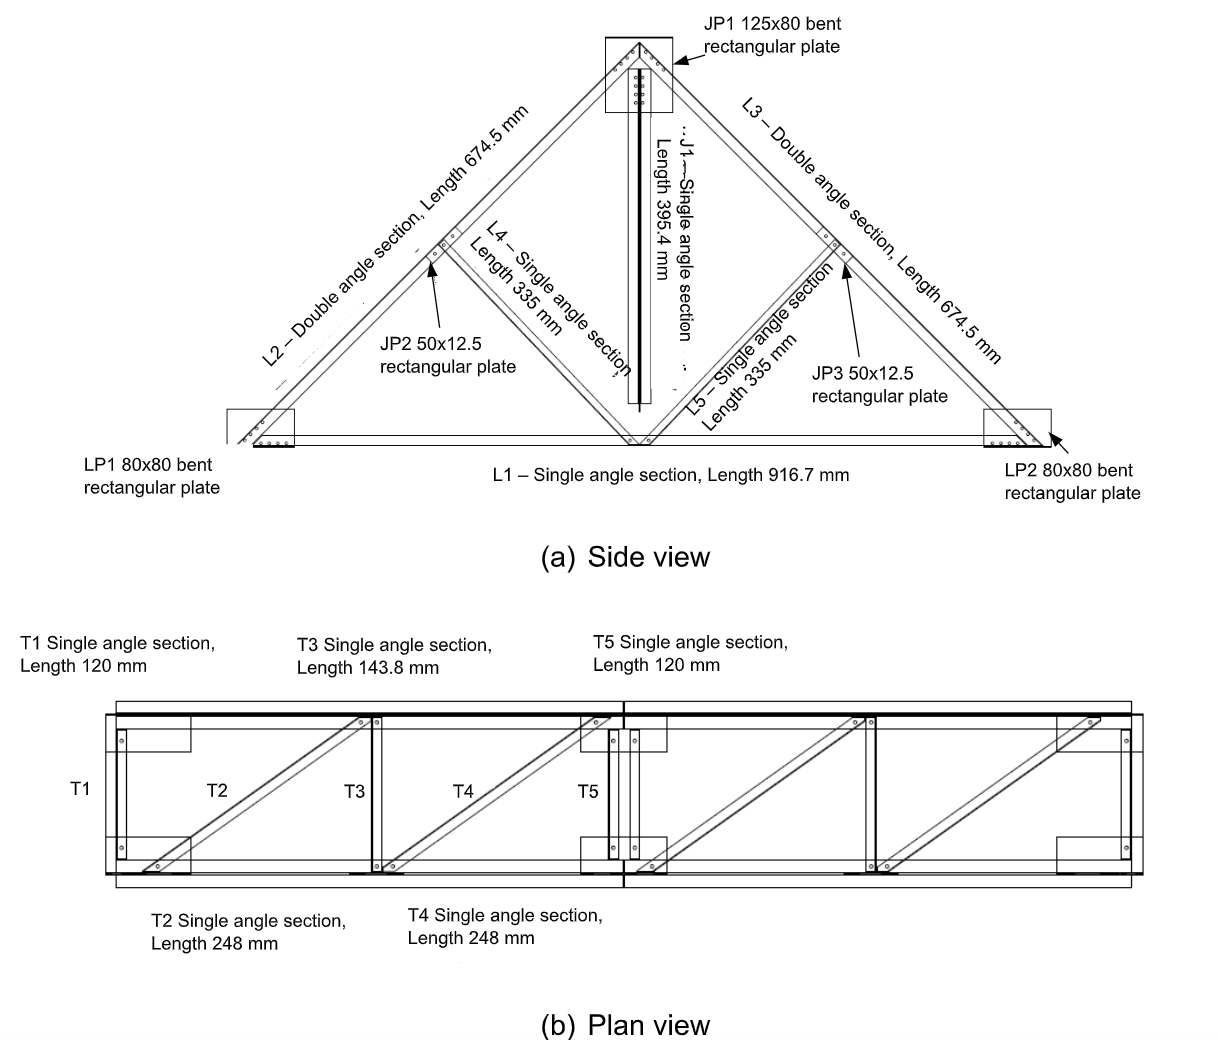 JP1 125x80 bent
rectangular plate
L2 – Double angle section, Length 674.5 mm
L3 – Double angle section, Length 674.5 mm
J1 – Single angle section
Length 395.4 mm
L4 – Single angle section
Length 335 mm
L5 – Single angle section
Length 335 mm
JP2 50x12.5
rectangular plate
JP3 50x12.5
rectangular plate
LP1 80x80 bent
rectangular plate
L1 – Single angle section, Length 916.7 mm
LP2 80x80 bent
rectangular plate
(a) Side view
T1 Single angle section,
Length 120 mm
T3 Single angle section,
Length 143.8 mm
T5 Single angle section,
Length 120 mm
T1
T2
T3
T4
T5
T2 Single angle section,
Length 248 mm
T4 Single angle section,
Length 248 mm
(b) Plan view